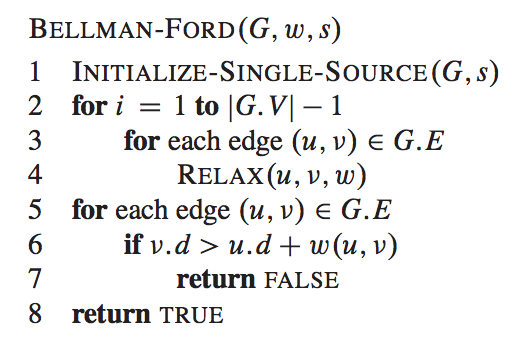 BELLMAN-FORD(G, w, s)
1 INITIALIZE-SINGLE-SOURCE(G, s)
2 for i = 1 to |G.V| − 1
3 for each edge (u, v) ∈ G.E
4 RELAX(u, v, w)
5 for each edge (u, v) ∈ G.E
6 if v.d > u.d + w(u, v)
7 return FALSE
8 return TRUE